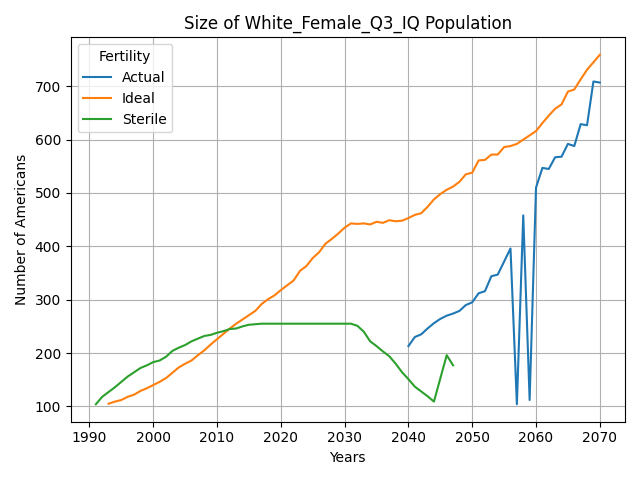 Size of White_Female_Q3_IQ Population
Fertility
Actual
Ideal
Sterile
Number of Americans
700
600
500
400
300
200
100
1990 2000 2010 2020 2030 2040 2050 2060 2070
Years